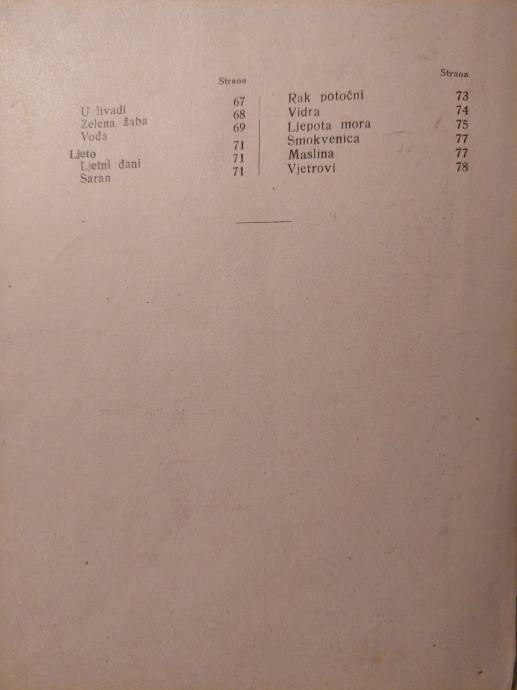 Strana
U livadi 67
Zelena žaba 68
Voda 69
Ljeto 71
Ljetni dani 71
Šaran 71
Strana
Rak potočni 73
Vidra 74
Ljepota mora 75
Smokvenica 77
Maslina 77
Vjetrovi 78